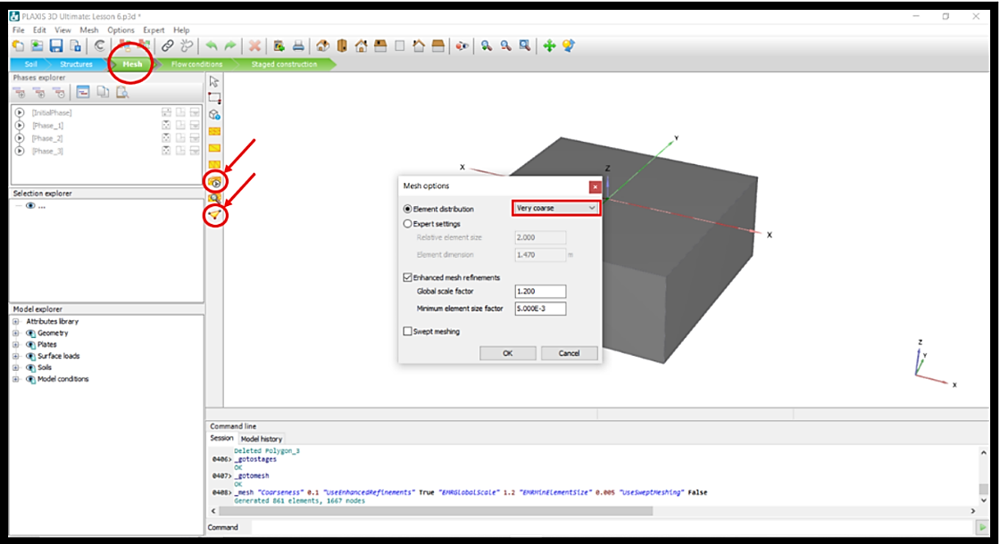 PLAXIS 3D Ultimate: Lesson 6.p3d *
File Edit View Mesh Options Expert Help
Soil Structures Mesh Flow conditions Staged construction
Phases explorer
[InitialPhase]
[Phase_1]
[Phase_2]
[Phase_3]
Selection explorer
...
Model explorer
Attributes library
Geometry
Plates
Surface loads
Soils
Model conditions
X
Y
Z
X
Mesh options
Element distribution Very coarse
Expert settings
Relative element size 2.000
Element dimension 1.470 m
Enhanced mesh refinements
Global scale factor 1.200
Minimum element size factor 5.000E-3
Swept meshing
OK Cancel
Z
Y
X
Command line
Session Model history
Deleted Polygon_3
0406> _gotostages
OK
0407> _gotomesh
OK
0408> _mesh "Coarseness" 0.1 "UseEnhancedRefinements" True "EMRGlobalScale" 1.2 "EMRMinElementSize" 0.005 "UseSweptMeshing" False
Generated 861 elements, 1667 nodes
Command